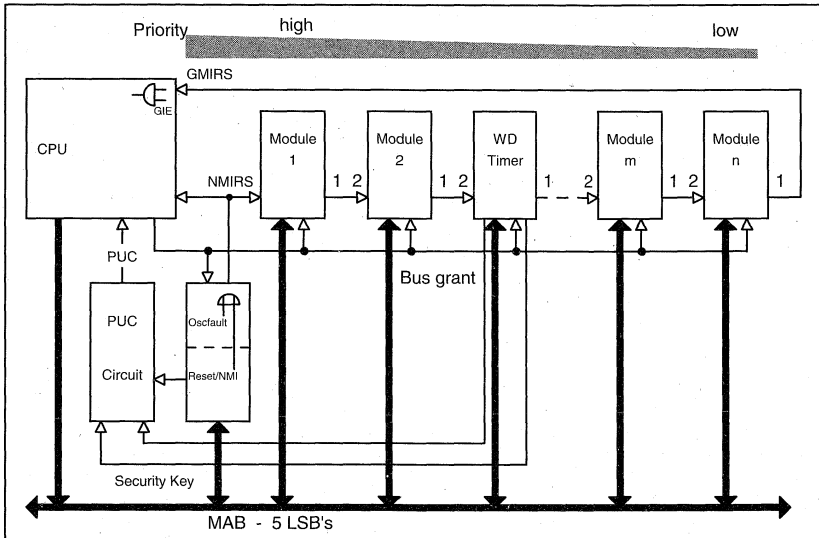 Priority
high
low
GMIRS
GIE
CPU
Module
1
Module
2
WD
Timer
Module
m
Module
n
NMIRS
1 2
1 2
1
2
1 2
1
PUC
Bus grant
PUC
Circuit
Oscfault
Reset/NMI
Security Key
MAB - 5 LSB's